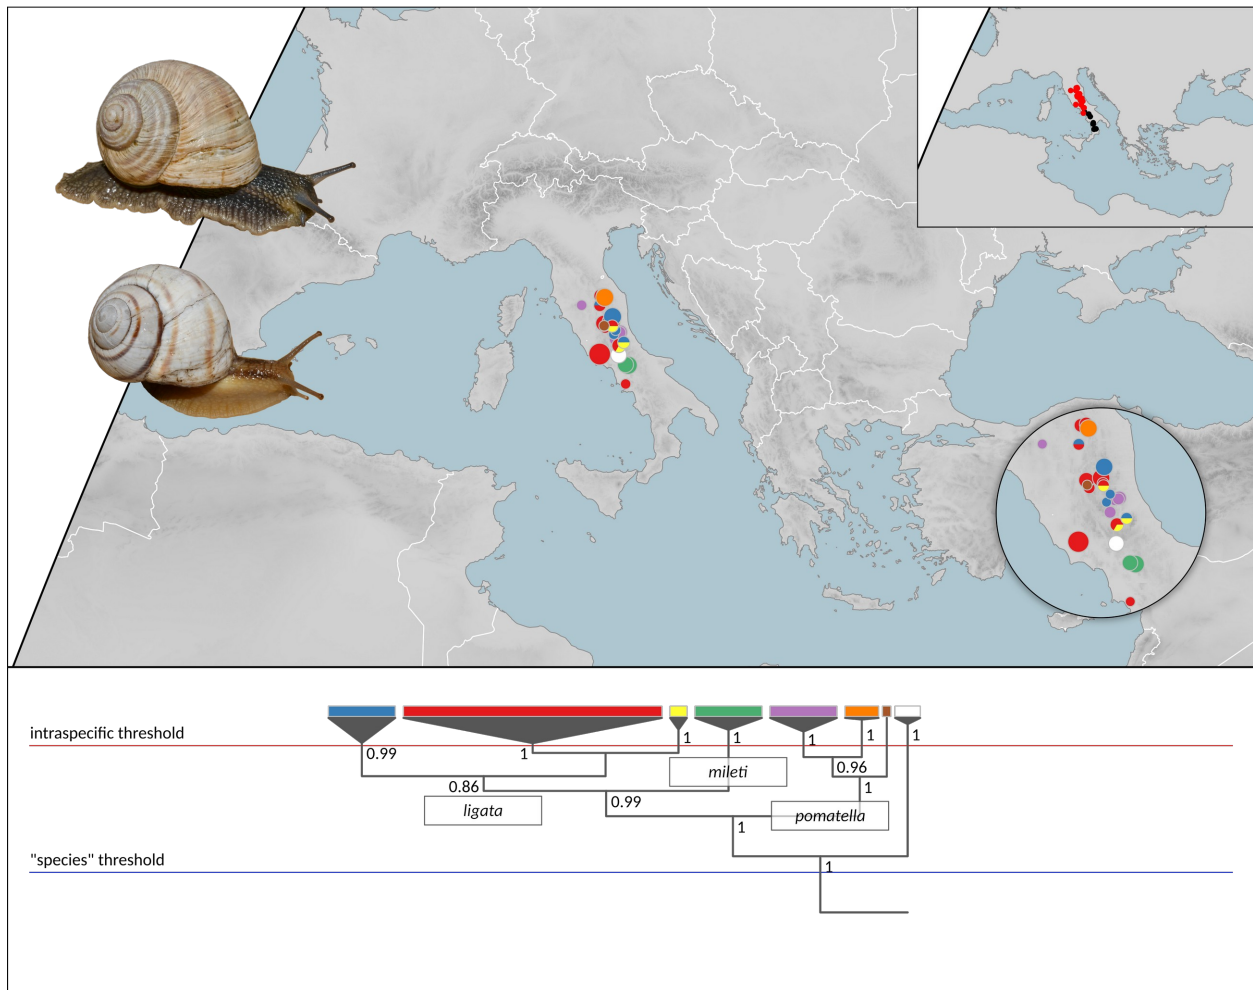 intraspecific threshold
0.99
1
1
1
1
1
1
mileti
0.96
0.86
1
ligata
0.99
pomatella
1
"species" threshold
1